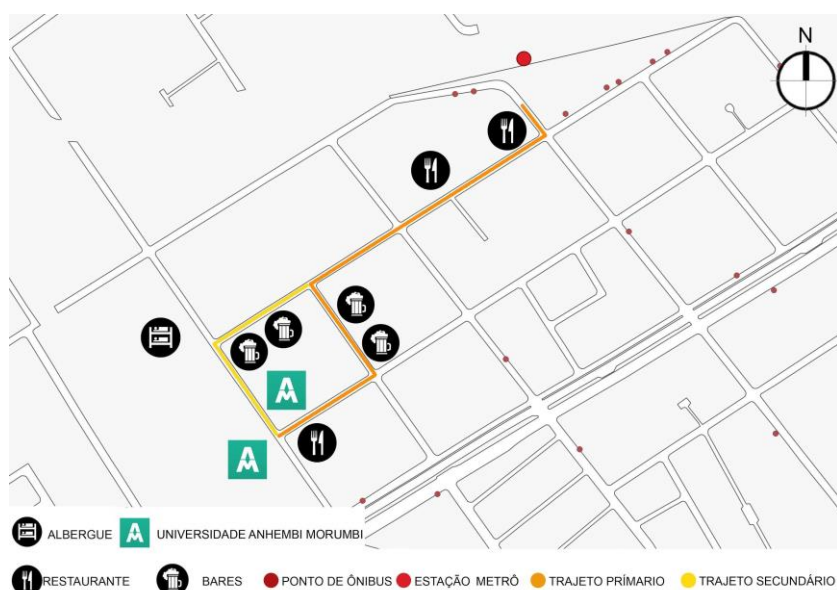 N
ALBERGUE UNIVERSIDADE ANHEMBI MORUMBI
RESTAURANTE BARES PONTO DE ÔNIBUS ESTAÇÃO METRÔ TRAJETO PRÍMARIO TRAJETO SECUNDÁRIO